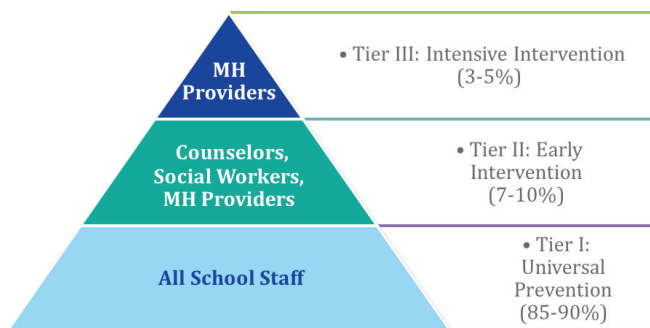 MH
Providers
• Tier III: Intensive Intervention
(3-5%)
Counselors,
Social Workers,
MH Providers
• Tier II: Early
Intervention
(7-10%)
All School Staff
• Tier I:
Universal
Prevention
(85-90%)